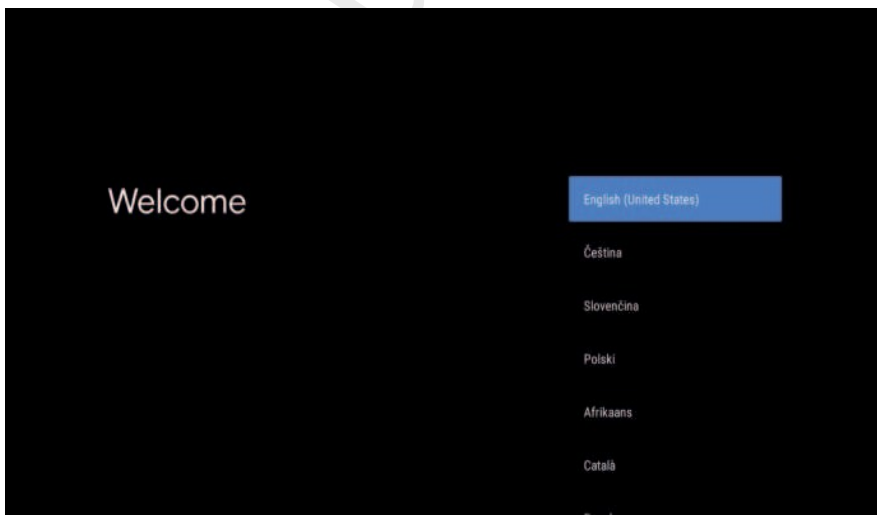 Welcome
English (United States)
Čeština
Slovenčina
Polski
Afrikaans
Català